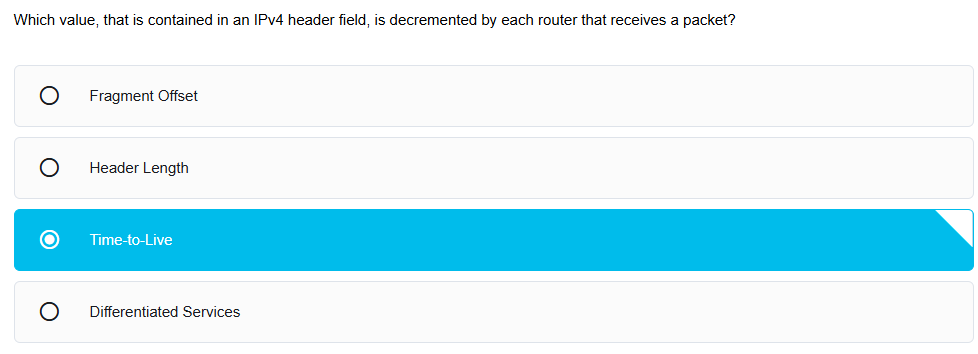 Which value, that is contained in an IPv4 header field, is decremented by each router that receives a packet?
Fragment Offset
Header Length
Time-to-Live
Differentiated Services